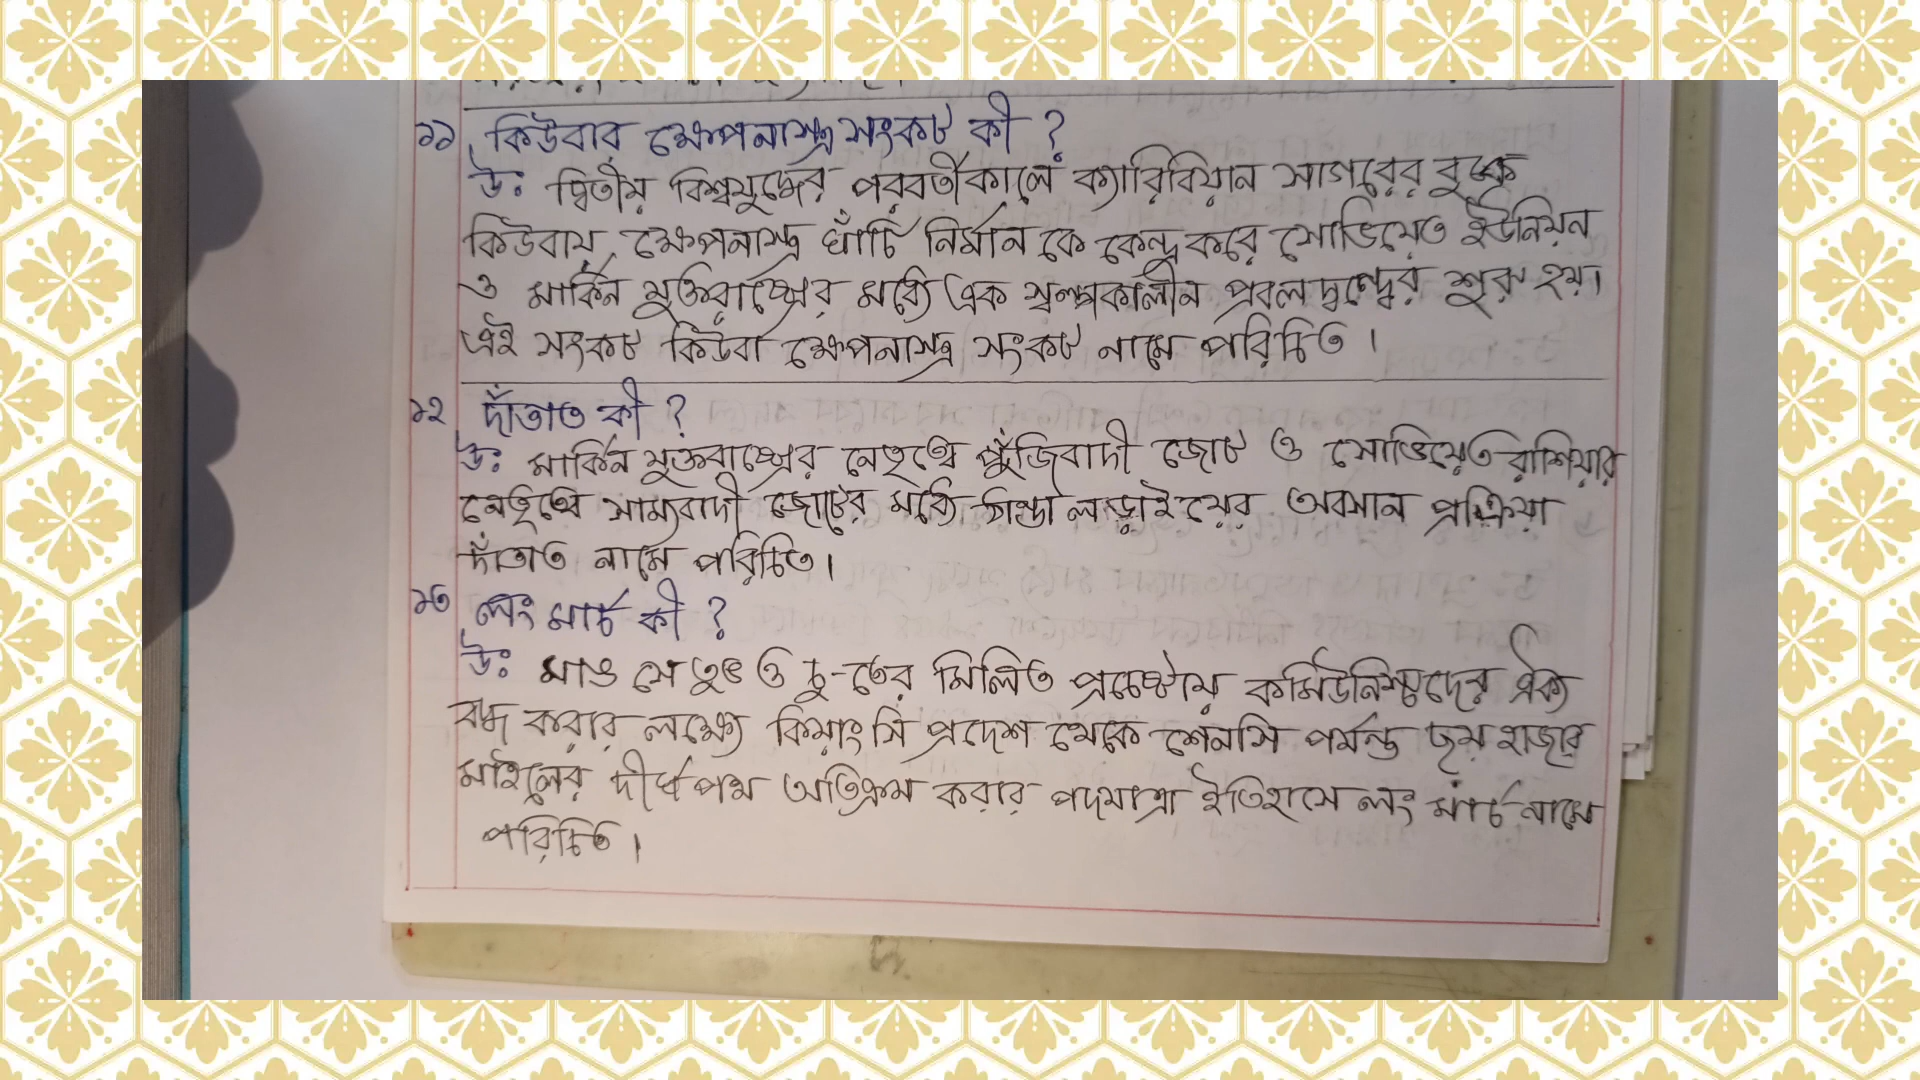 ১১ কিউবার ক্ষেপনাস্ত্র সংকট কী ?
উঃ দ্বিতীয় বিশ্বযুদ্ধের পরবর্তীকালে ক্যারিবিয়ান সাগরের বুকে
কিউবায় ক্ষেপনাস্ত্র ঘাঁটি নির্মান কে কেন্দ্র করে সোভিয়েত ইউনিয়ন
ও মার্কিন যুক্তরাষ্ট্রের মধ্যে এক স্বল্পকালীন প্রবল দ্বন্দ্বের শুরু হয়।
এই সংকট কিউবা ক্ষেপনাস্ত্র সংকট নামে পরিচিত ।
১২ দাঁতাত কী ?
উঃ মার্কিন যুক্তরাষ্ট্রের নেতৃত্বে পুঁজিবাদী জোট ও সোভিয়েত রাশিয়ার
নেতৃত্বে সাম্যবাদী জোটের মধ্যে ঠান্ডা লড়াইয়ের অবসান প্রক্রিয়া
দাঁতাত নামে পরিচিত।
১৩ লং মার্চ কী ?
উঃ মাও সে তুং ও চু-তের মিলিত প্রচেষ্টায় কমিউনিস্টদের ঐক্য
বদ্ধ করার লক্ষ্যে কিয়াংসি প্রদেশ থেকে শেনসি পর্যন্ত ছয় হাজার
মাইলের দীর্ঘ পথ অতিক্রম করার পদযাত্রা ইতিহাসে লং মার্চ নামে
পরিচিত ।